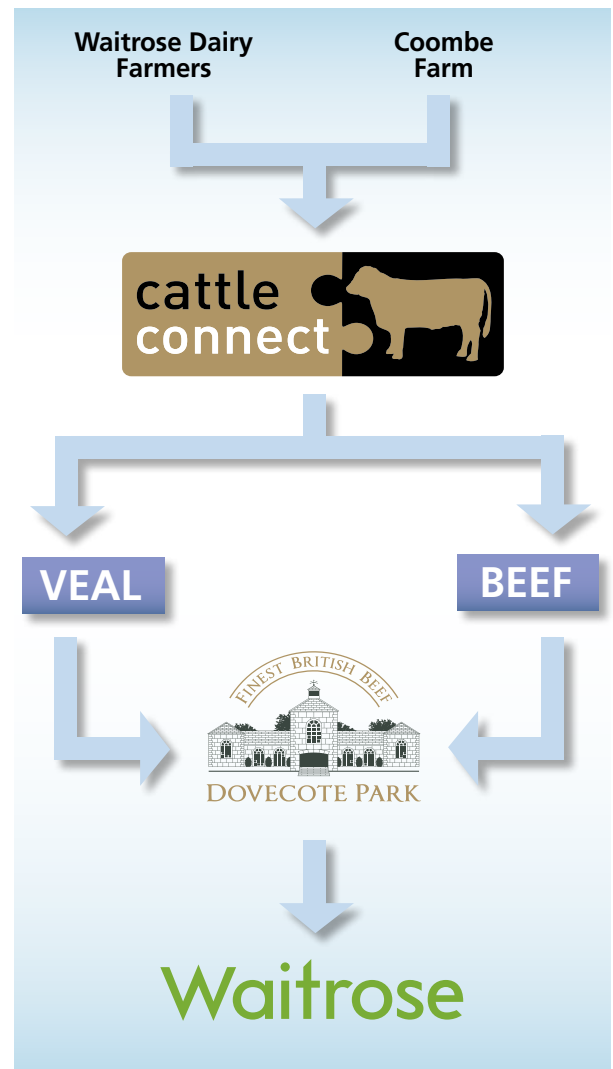 Waitrose Dairy
Farmers
Coombe
Farm
cattle
connect
VEAL
BEEF
FINEST BRITISH BEEF
DOVECOTE PARK
Waitrose